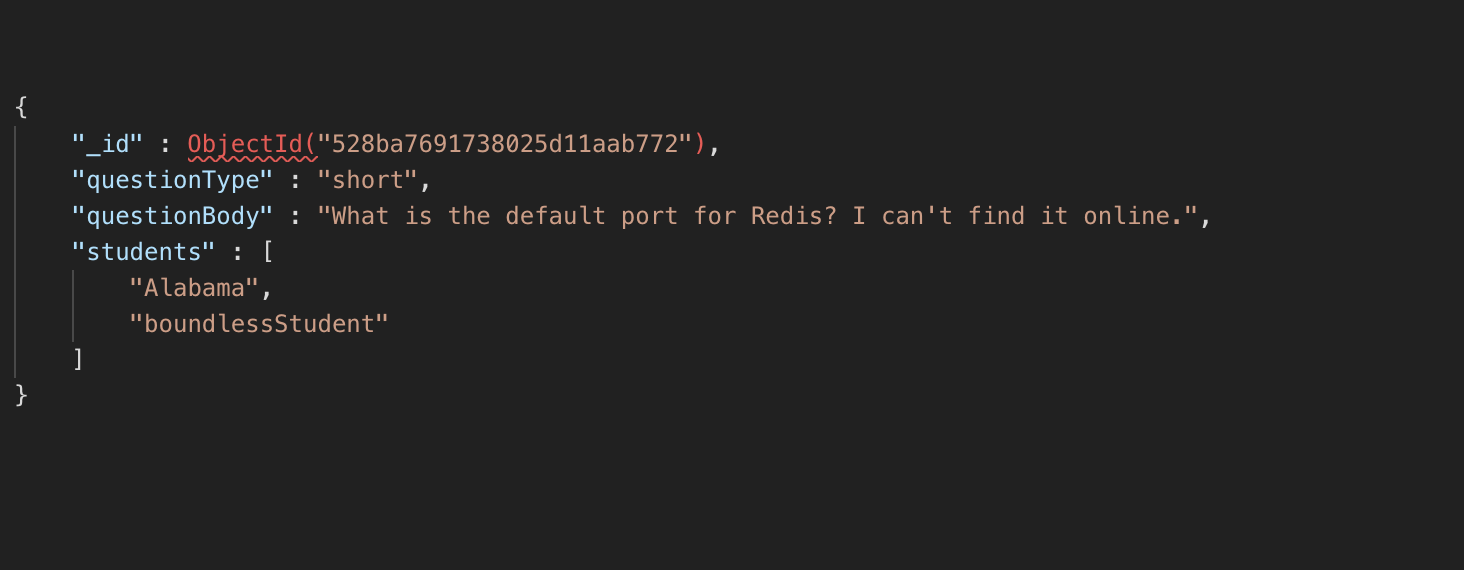 {
"_id" : ObjectId("528ba7691738025d11aab772"),
"questionType" : "short",
"questionBody" : "What is the default port for Redis? I can't find it online.",
"students" : [
"Alabama",
"boundlessStudent"
]
}